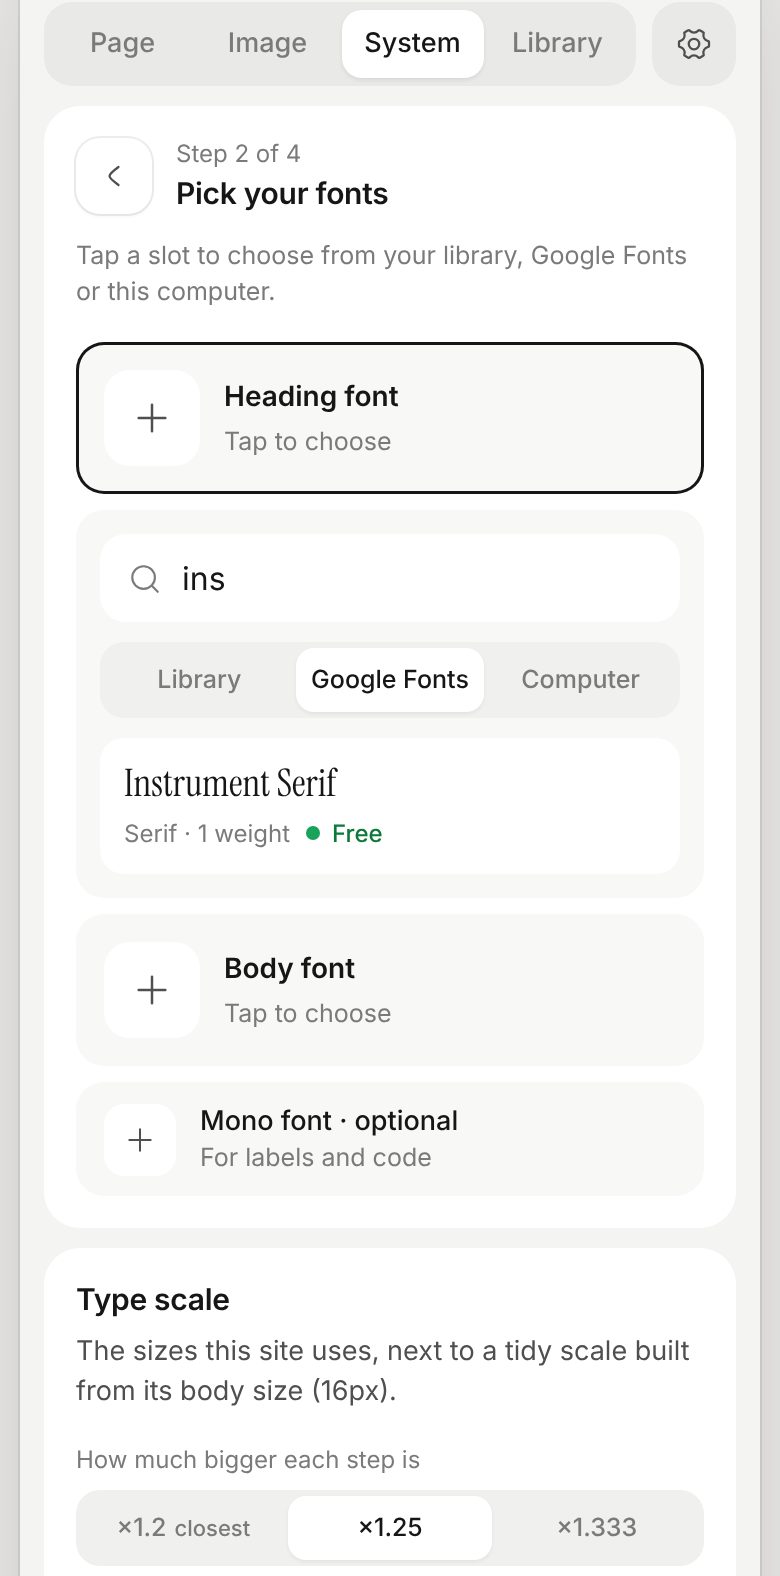 Page Image System Library
Step 2 of 4
Pick your fonts
Tap a slot to choose from your library, Google Fonts
or this computer.
Heading font
Tap to choose
ins
Library Google Fonts Computer
Instrument Serif
Serif · 1 weight Free
Body font
Tap to choose
Mono font · optional
For labels and code
Type scale
The sizes this site uses, next to a tidy scale built
from its body size (16px).
How much bigger each step is
×1.2 closest ×1.25 ×1.333